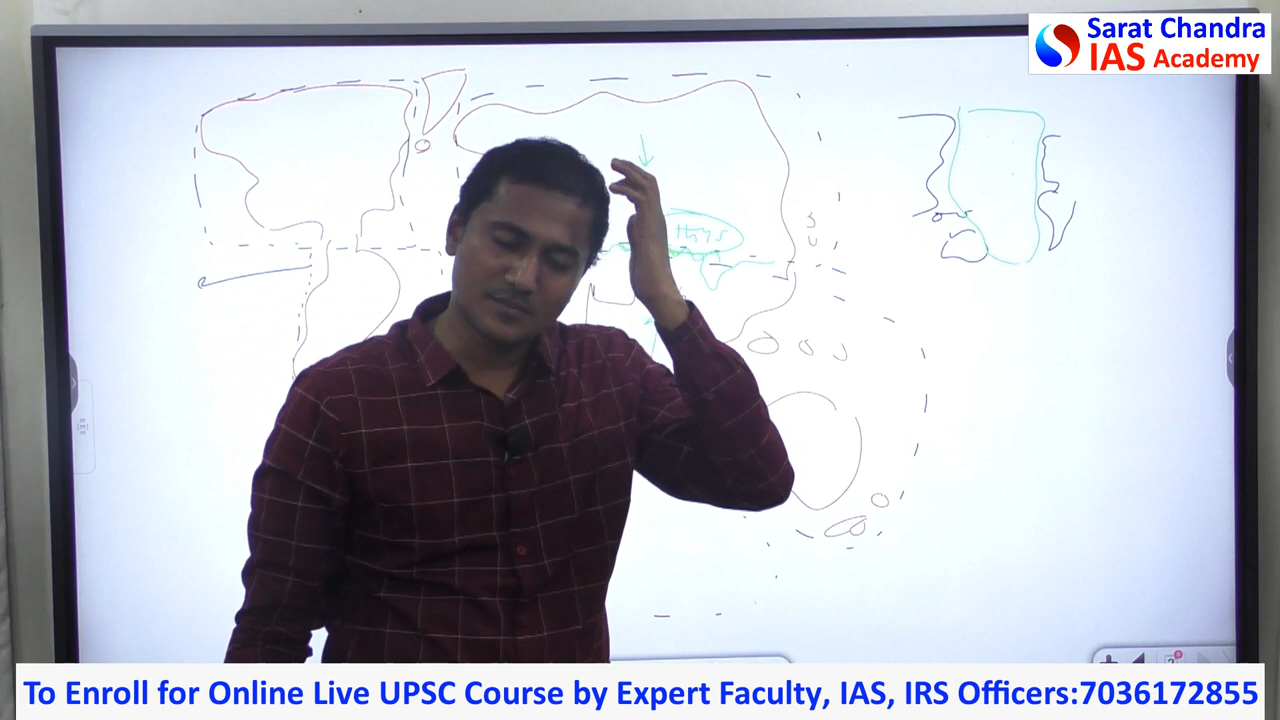 Sarat Chandra
IAS Academy
To Enroll for Online Live UPSC Course by Expert Faculty, IAS, IRS Officers:7036172855